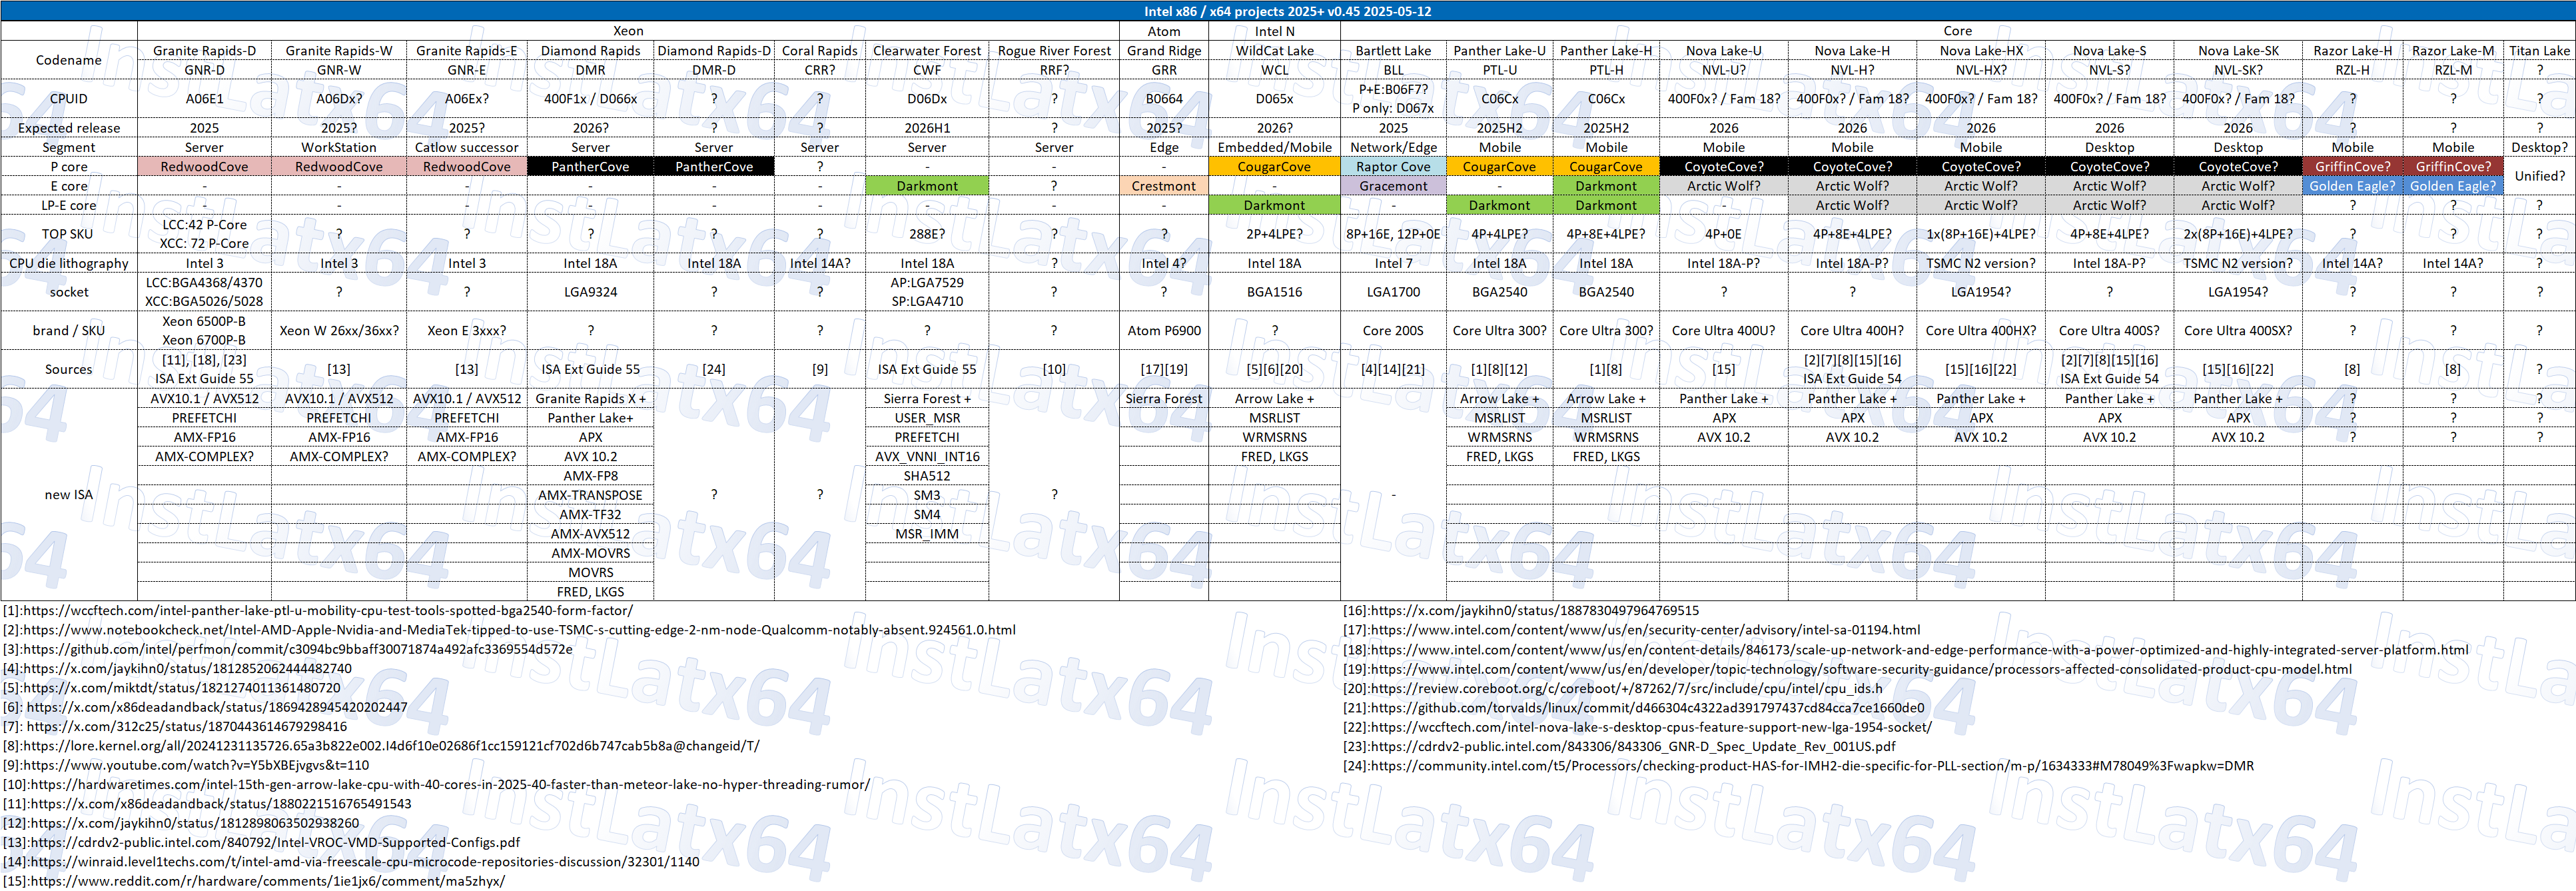 Intel x86 / x64 projects 2025+ v0.45 2025-05-12
Xeon Atom Intel N Core
Codename Granite Rapids-D Granite Rapids-W Granite Rapids-E Diamond Rapids Diamond Rapids-D Coral Rapids Clearwater Forest Rogue River Forest Grand Ridge WildCat Lake Bartlett Lake Panther Lake-U Panther Lake-H Nova Lake-U Nova Lake-H Nova Lake-HX Nova Lake-S Nova Lake-SK Razor Lake-H Razor Lake-M Titan Lake
GNR-D GNR-W GNR-E DMR DMR-D CRR? CWF RRF? GRR WCL BLL PTL-U PTL-H NVL-U? NVL-H? NVL-HX? NVL-S? NVL-SK? RZL-H RZL-M ?
CPUID A06E1 A06Dx? A06Ex? 400F1x / D066x ? ? D06Dx ? B0664 D065x P+E:B06F7? P only: D067x C06Cx C06Cx 400F0x? / Fam 18? 400F0x? / Fam 18? 400F0x? / Fam 18? 400F0x? / Fam 18? 400F0x? / Fam 18? ? ? ?
Expected release 2025 2025? 2025? 2026? ? ? 2026H1 ? 2025? 2026? 2025 2025H2 2025H2 2026 2026 2026 2026 2026 ? ? ?
Segment Server WorkStation Catlow successor Server Server Server Server Server Edge Embedded/Mobile Network/Edge Mobile Mobile Mobile Mobile Mobile Desktop Desktop Mobile Mobile Desktop?
P core RedwoodCove RedwoodCove RedwoodCove PantherCove PantherCove ? - - - CougarCove Raptor Cove CougarCove CougarCove CoyoteCove? CoyoteCove? CoyoteCove? CoyoteCove? CoyoteCove? GriffinCove? GriffinCove? Unified?
E core - - - - - - Darkmont ? Crestmont - Gracemont - Darkmont Arctic Wolf? Arctic Wolf? Arctic Wolf? Arctic Wolf? Arctic Wolf? Golden Eagle? Golden Eagle?
LP-E core - - - - - - - - - Darkmont - Darkmont Darkmont - Arctic Wolf? Arctic Wolf? Arctic Wolf? Arctic Wolf? ? ? ?
TOP SKU LCC:42 P-Core XCC: 72 P-Core ? ? ? ? ? 288E? ? ? 2P+4LPE? 8P+16E, 12P+0E 4P+4LPE? 4P+8E+4LPE? 4P+0E 4P+8E+4LPE? 1x(8P+16E)+4LPE? 4P+8E+4LPE? 2x(8P+16E)+4LPE? ? ? ?
CPU die lithography Intel 3 Intel 3 Intel 3 Intel 18A Intel 18A Intel 14A? Intel 18A ? Intel 4? Intel 18A Intel 7 Intel 18A Intel 18A Intel 18A-P? Intel 18A-P? TSMC N2 version? Intel 18A-P? TSMC N2 version? Intel 14A? Intel 14A? ?
socket LCC:BGA4368/4370 XCC:BGA5026/5028 ? ? LGA9324 ? ? AP:LGA7529 SP:LGA4710 ? ? BGA1516 LGA1700 BGA2540 BGA2540 ? ? LGA1954? ? LGA1954? ? ? ?
brand / SKU Xeon 6500P-B Xeon 6700P-B Xeon W 26xx/36xx? Xeon E 3xxx? ? ? ? ? ? Atom P6900 ? Core 200S Core Ultra 300? Core Ultra 300? Core Ultra 400U? Core Ultra 400H? Core Ultra 400HX? Core Ultra 400S? Core Ultra 400SX? ? ? ?
Sources [11], [18], [23] ISA Ext Guide 55 [13] [13] ISA Ext Guide 55 [24] [9] ISA Ext Guide 55 [10] [17][19] [5][6][20] [4][14][21] [1][8][12] [1][8] [15] [2][7][8][15][16] ISA Ext Guide 54 [15][16][22] [2][7][8][15][16] ISA Ext Guide 54 [15][16][22] [8] [8] ?
new ISA AVX10.1 / AVX512 AVX10.1 / AVX512 AVX10.1 / AVX512 Granite Rapids X + ? ? Sierra Forest + ? Sierra Forest Arrow Lake + - Arrow Lake + Arrow Lake + Panther Lake + Panther Lake + Panther Lake + Panther Lake + Panther Lake + ? ? ?
PREFETCHI PREFETCHI PREFETCHI Panther Lake+ USER_MSR MSRLIST MSRLIST MSRLIST APX APX APX APX APX ? ? ?
AMX-FP16 AMX-FP16 AMX-FP16 APX PREFETCHI WRMSRNS WRMSRNS WRMSRNS AVX 10.2 AVX 10.2 AVX 10.2 AVX 10.2 AVX 10.2 ? ? ?
AMX-COMPLEX? AMX-COMPLEX? AMX-COMPLEX? AVX 10.2 AVX_VNNI_INT16 FRED, LKGS FRED, LKGS FRED, LKGS
AMX-FP8 SHA512
AMX-TRANSPOSE SM3
AMX-TF32 SM4
AMX-AVX512 MSR_IMM
AMX-MOVRS
MOVRS
FRED, LKGS
[1]:https://wccftech.com/intel-panther-lake-ptl-u-mobility-cpu-test-tools-spotted-bga2540-form-factor/
[2]:https://www.notebookcheck.net/Intel-AMD-Apple-Nvidia-and-MediaTek-tipped-to-use-TSMC-s-cutting-edge-2-nm-node-Qualcomm-notably-absent.924561.0.html
[3]:https://github.com/intel/perfmon/commit/c3094bc9bbaff30071874a492afc3369554d572e
[4]:https://x.com/jaykihn0/status/1812852062444482740
[5]:https://x.com/miktdt/status/1821274011361480720
[6]: https://x.com/x86deadandback/status/1869428945420202447
[7]: https://x.com/312c25/status/1870443614679298416
[8]:https://lore.kernel.org/all/20241231135726.65a3b822e002.I4d6f10e02686f1cc159121cf702d6b747cab5b8a@changeid/T/
[9]:https://www.youtube.com/watch?v=Y5bXBEjvgvs&t=110
[10]:https://hardwaretimes.com/intel-15th-gen-arrow-lake-cpu-with-40-cores-in-2025-40-faster-than-meteor-lake-no-hyper-threading-rumor/
[11]:https://x.com/x86deadandback/status/1880221516765491543
[12]:https://x.com/jaykihn0/status/1812898063502938260
[13]:https://cdrdv2-public.intel.com/840792/Intel-VROC-VMD-Supported-Configs.pdf
[14]:https://winraid.level1techs.com/t/intel-amd-via-freescale-cpu-microcode-repositories-discussion/32301/1140
[15]:https://www.reddit.com/r/hardware/comments/1ie1jx6/comment/ma5zhyx/
[16]:https://x.com/jaykihn0/status/1887830497964769515
[17]:https://www.intel.com/content/www/us/en/security-center/advisory/intel-sa-01194.html
[18]:https://www.intel.com/content/www/us/en/content-details/846173/scale-up-network-and-edge-performance-with-a-power-optimized-and-highly-integrated-server-platform.html
[19]:https://www.intel.com/content/www/us/en/developer/topic-technology/software-security-guidance/processors-affected-consolidated-product-cpu-model.html
[20]:https://review.coreboot.org/c/coreboot/+/87262/7/src/include/cpu/intel/cpu_ids.h
[21]:https://github.com/torvalds/linux/commit/d466304c4322ad391797437cd84cca7ce1660de0
[22]:https://wccftech.com/intel-nova-lake-s-desktop-cpus-feature-support-new-lga-1954-socket/
[23]:https://cdrdv2-public.intel.com/843306/843306_GNR-D_Spec_Update_Rev_001US.pdf
[24]:https://community.intel.com/t5/Processors/checking-product-HAS-for-IMH2-die-specific-for-PLL-section/m-p/1634333#M78049%3Fwapkw=DMR
InstLatx64